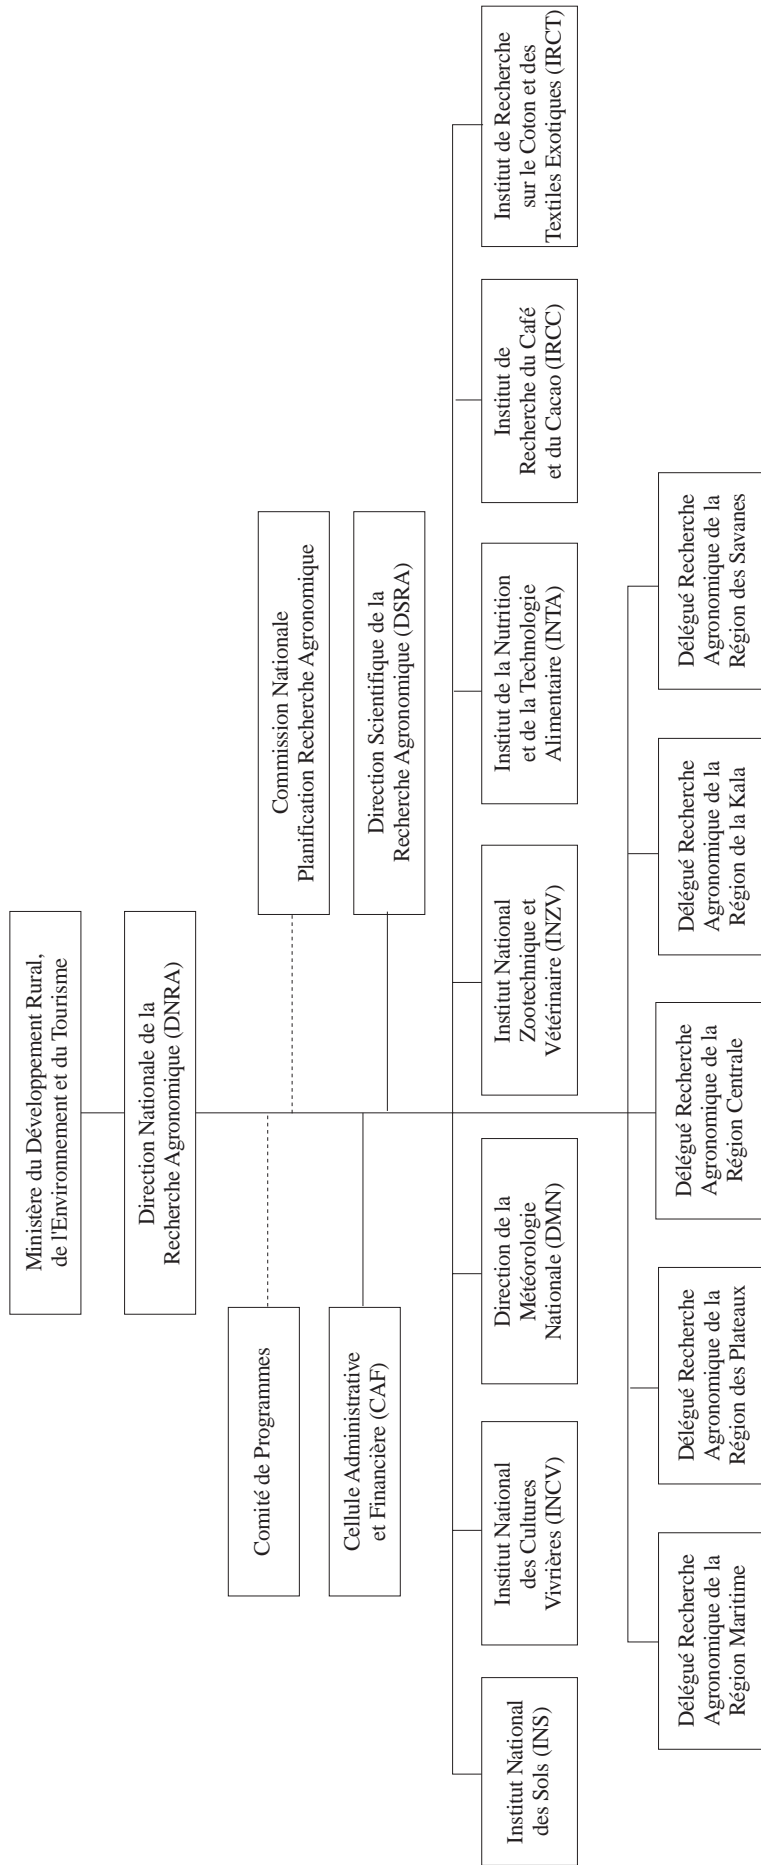 Ministère du Développement Rural,
de l'Environnement et du Tourisme
Direction Nationale de la
Recherche Agronomique (DNRA)
Comité de Programmes
Commission Nationale
Planification Recherche Agronomique
Cellule Administrative
et Financière (CAF)
Direction Scientifique de la
Recherche Agronomique (DSRA)
Institut National
des Sols (INS)
Institut National
des Cultures
Vivrières (INCV)
Direction de la
Météorologie
Nationale (DMN)
Institut National
Zootechnique et
Vétérinaire (INZV)
Institut de la Nutrition
et de la Technologie
Alimentaire (INTA)
Institut de
Recherche du Café
et du Cacao (IRCC)
Institut de Recherche
sur le Coton et des
Textiles Exotiques (IRCT)
Délégué Recherche
Agronomique de la
Région Maritime
Délégué Recherche
Agronomique de la
Région des Plateaux
Délégué Recherche
Agronomique de la
Région Centrale
Délégué Recherche
Agronomique de la
Région de la Kala
Délégué Recherche
Agronomique de la
Région des Savanes